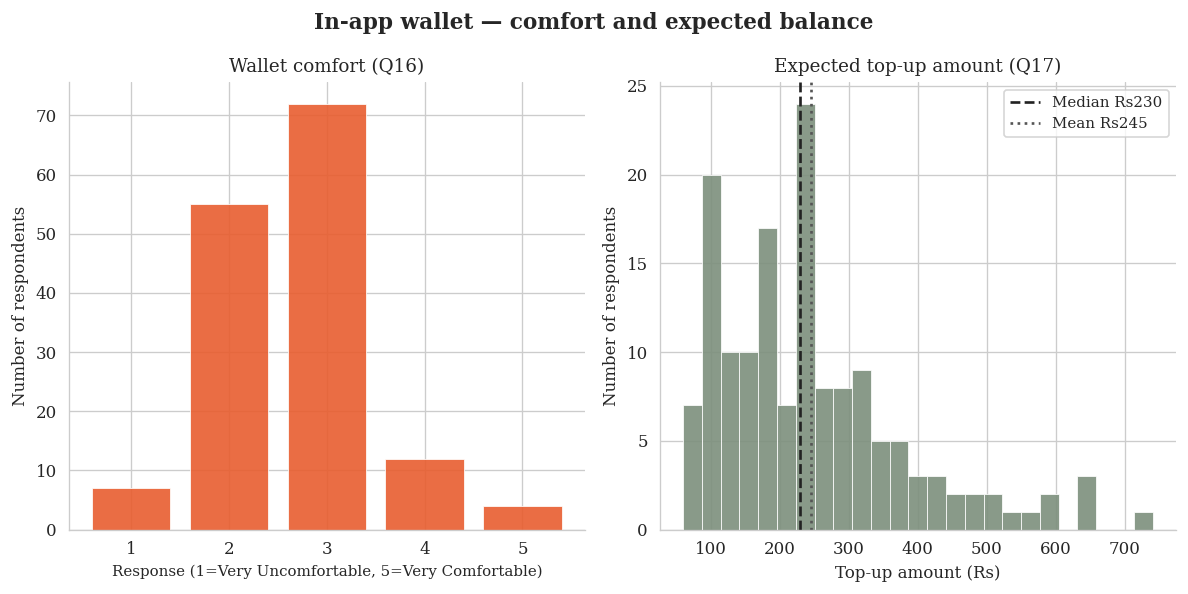 In-app wallet — comfort and expected balance
Wallet comfort (Q16)
Number of respondents
70
60
50
40
30
20
10
0
1 2 3 4 5
Response (1=Very Uncomfortable, 5=Very Comfortable)
Expected top-up amount (Q17)
Number of respondents
25
20
15
10
5
0
Median Rs230
Mean Rs245
100 200 300 400 500 600 700
Top-up amount (Rs)